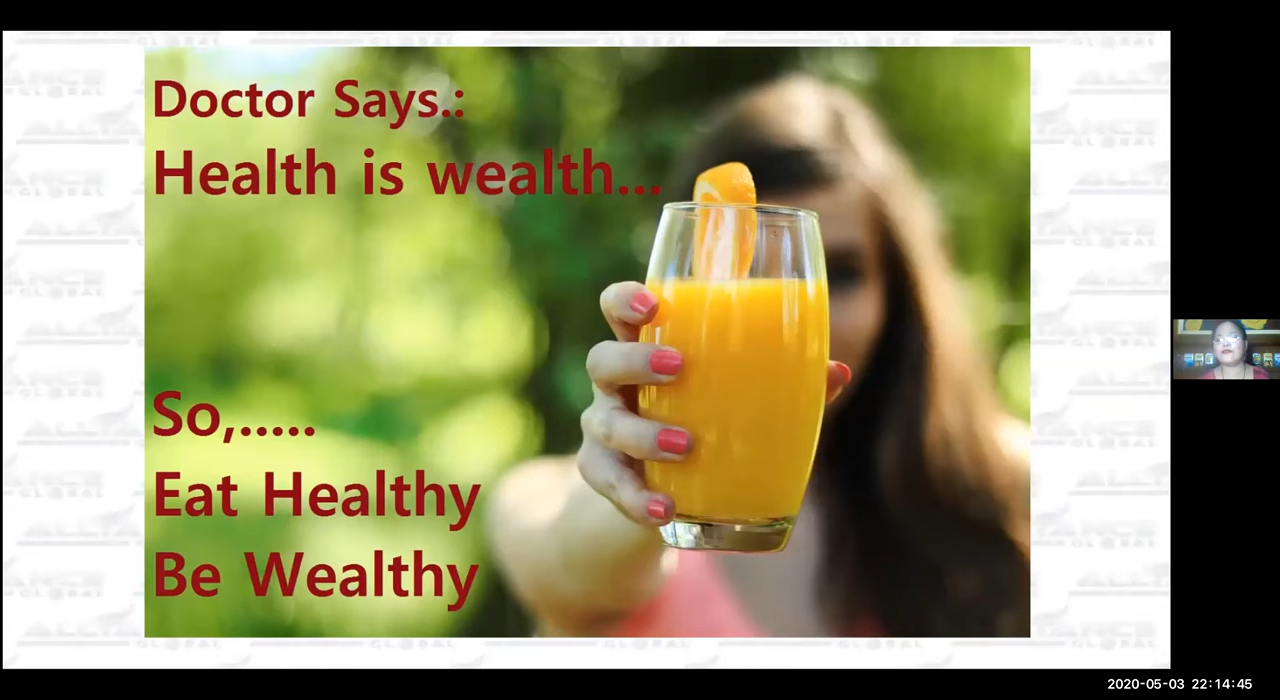 Doctor Says.:
Health is wealth...
So,.....
Eat Healthy
Be Wealthy
2020-05-03 22:14:45